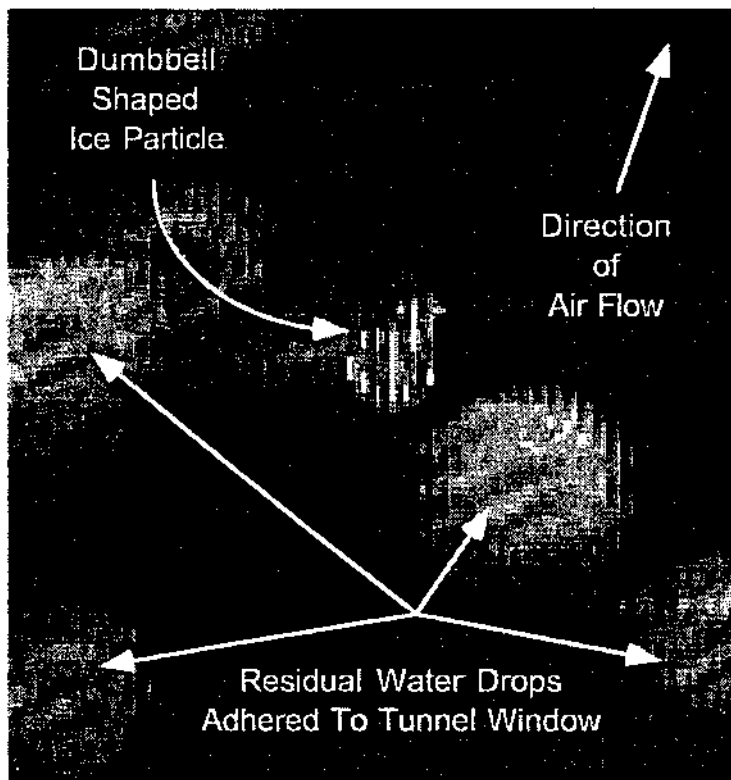 Dumbbell
Shaped
Ice Particle
Direction
of
Air Flow
Residual Water Drops
Adhered To Tunnel Window